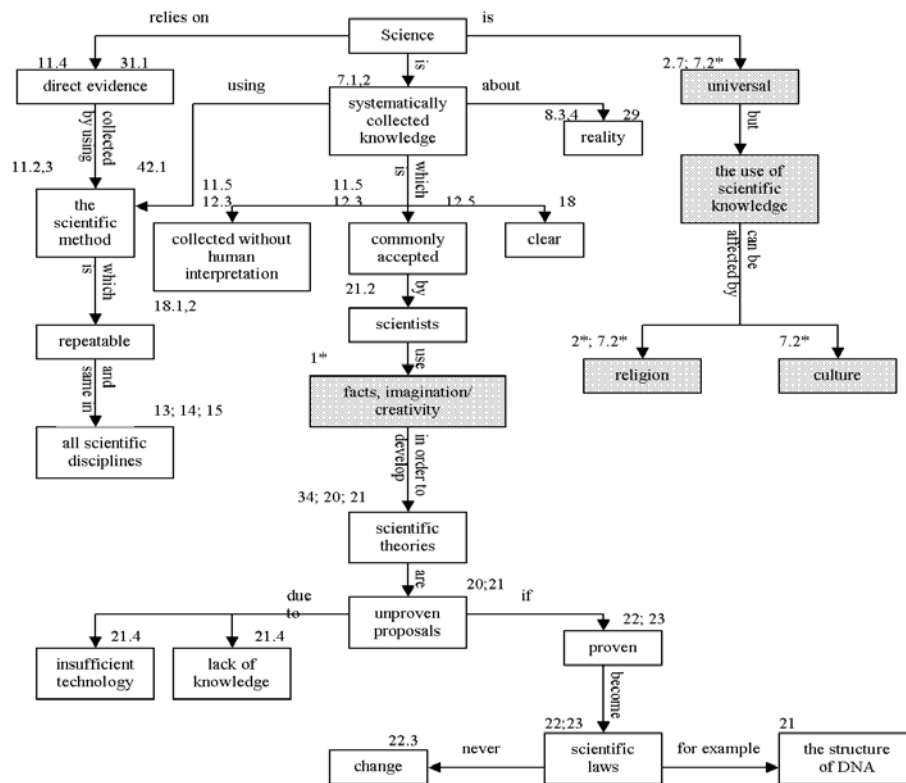 relies on
Science
is
11.4
31.1
is
2.7; 7.2*
direct evidence
using
7.1,2
about
universal
systematically
collected
knowledge
8.3,4
29
reality
collected
by using
but
11.2,3
42.1
which
is
the use of
scientific
knowledge
the
scientific
method
11.5
12.3
11.5
12.3
12.5
18
collected without
human
interpretation
commonly
accepted
clear
can be
affected by
which
is
21.2
by
18.1,2
scientists
repeatable
2*; 7.2*
7.2*
1*
use
religion
culture
and
same in
facts, imagination/
creativity
13; 14; 15
all scientific
disciplines
in order to
develop
34; 20; 21
scientific
theories
are
20;21
due
to
unproven
proposals
if
22; 23
21.4
21.4
proven
insufficient
technology
lack of
knowledge
become
22;23
21
22.3
never
scientific
laws
for example
the structure
of DNA
change